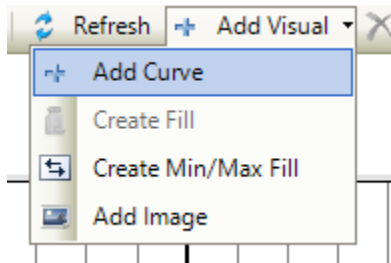 Refresh Add Visual
Add Curve
Create Fill
Create Min/Max Fill
Add Image